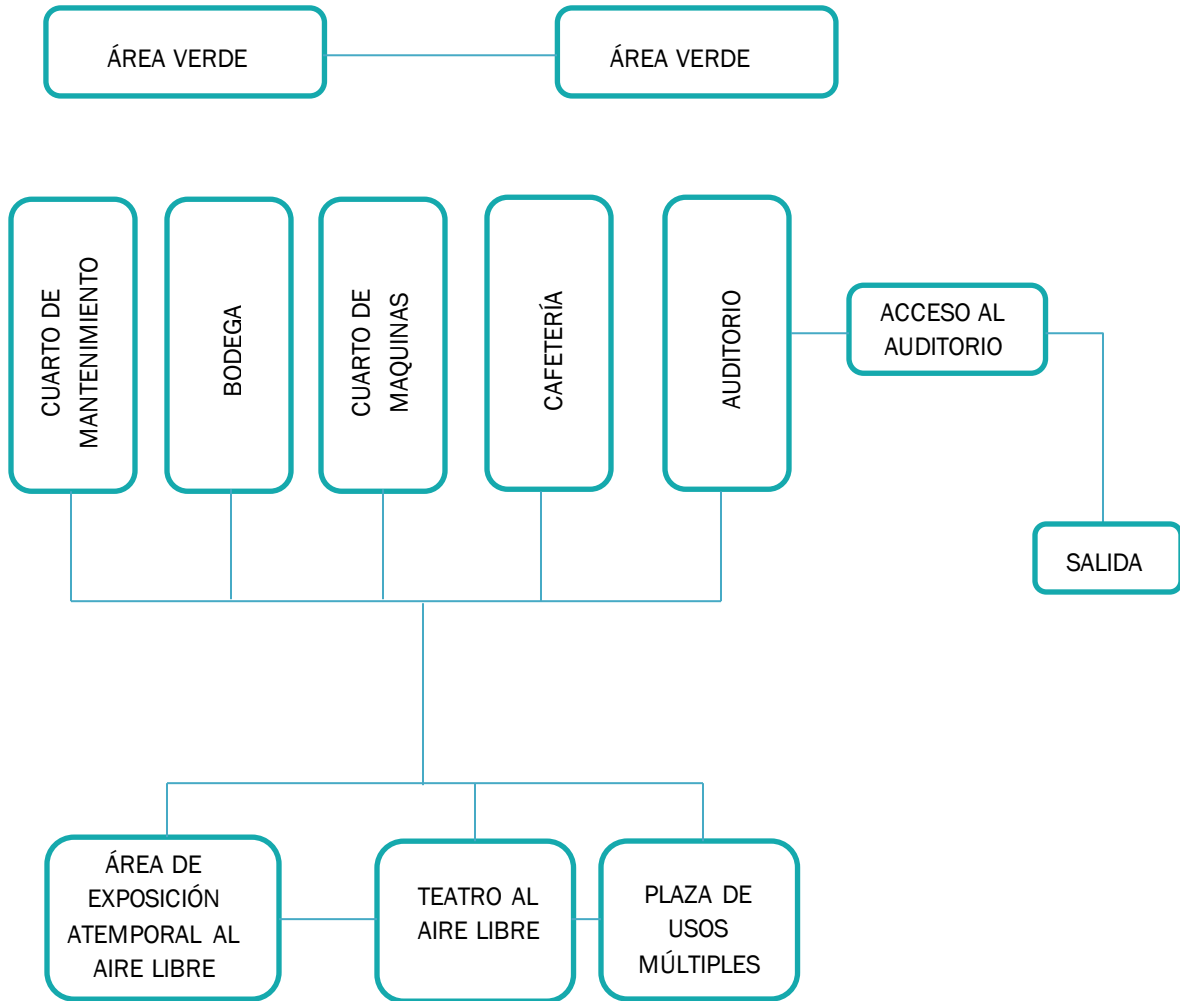 ÁREA VERDE
ÁREA VERDE
CUARTO DE
MANTENIMIENTO
BODEGA
CUARTO DE
MAQUINAS
CAFETERÍA
AUDITORIO
ACCESO AL
AUDITORIO
SALIDA
ÁREA DE
EXPOSICIÓN
ATEMPORAL AL
AIRE LIBRE
TEATRO AL
AIRE LIBRE
PLAZA DE
USOS
MÚLTIPLES